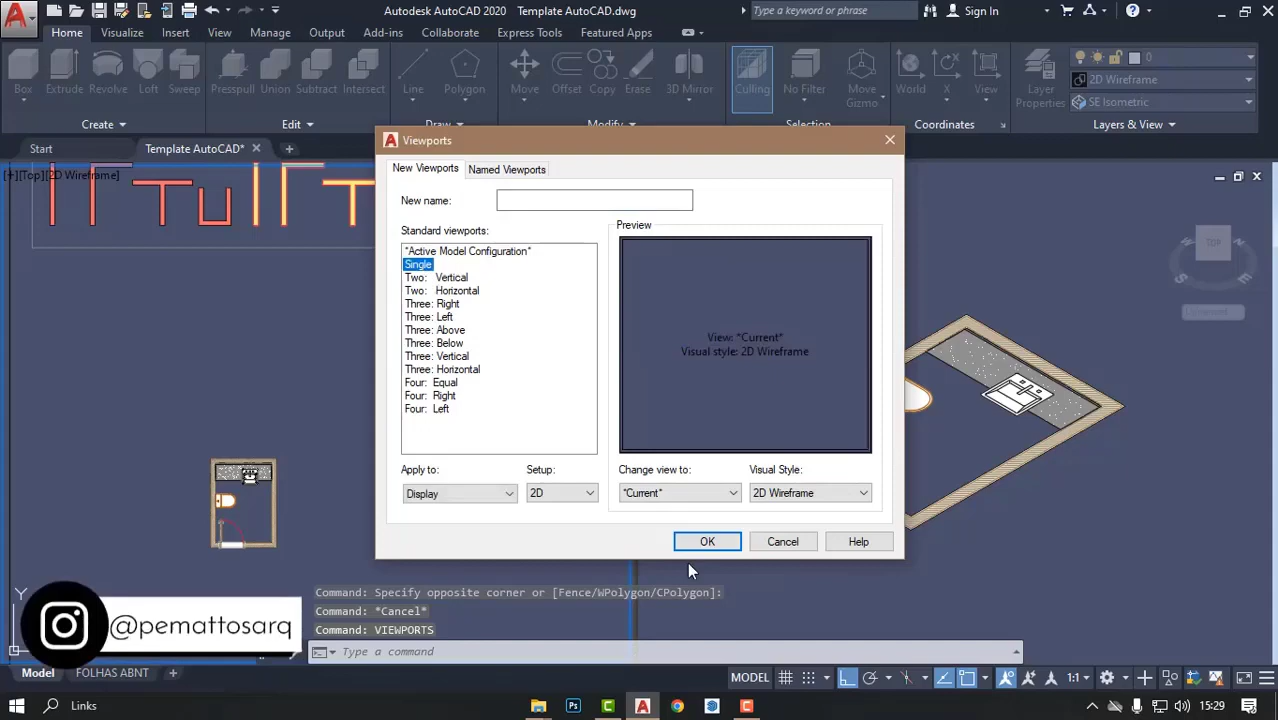 Autodesk AutoCAD 2021 Template AutoCAD.dwg
Type a keyword or phrase
Sign In
Home Visualize Insert View Manage Output Add-ins Collaborate Express Tools Featured Apps
Box Extrude Revolve Loft Sweep Presspull Union Subtract Intersect Line Polygon Move Offset Copy Erase 3D Mirror Culling No Filter Move Gizmo World X View Layer Properties
0
2D Wireframe
SE Isometric
Create Edit Draw Modify Selection Coordinates Layers & View
Start Template AutoCAD*
[+][Top][2D Wireframe]
TOP
Viewports
New Viewports Named Viewports
New name:
Standard viewports:
*Active Model Configuration*
Single
Two: Vertical
Two: Horizontal
Three: Right
Three: Left
Three: Above
Three: Below
Three: Vertical
Three: Horizontal
Four: Equal
Four: Right
Four: Left
Preview
View: *Current*
Visual style: 2D Wireframe
Apply to: Setup: Change view to: Visual Style:
Display 2D *Current* 2D Wireframe
OK Cancel Help
Command: Specify opposite corner or [Fence/WPolygon/CPolygon]:
Command: *Cancel*
Command: VIEWPORTS
Type a command
Y
@pemattosarq
Model FOLHAS ABNT
MODEL 1:1
Links
15:29